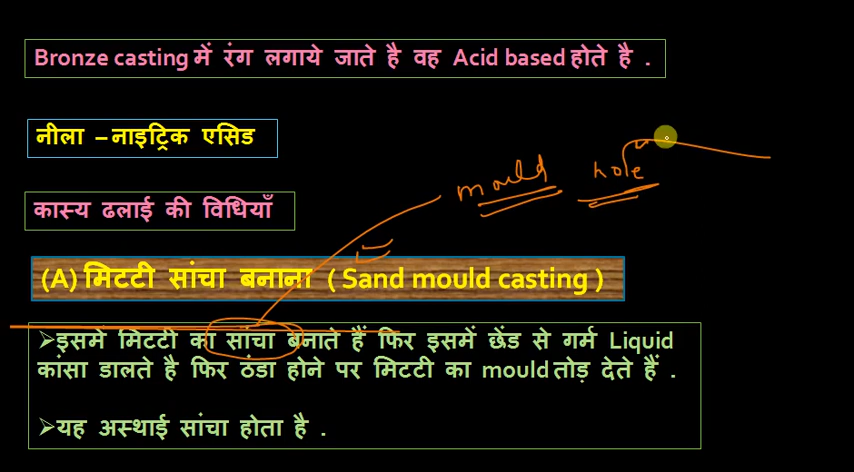 Bronze casting में रंग लगाये जाते है वह Acid based होते है .
नीला – नाइट्रिक एसिड
mould hole
कास्य ढलाई की विधियाँ
(A) मिटटी सांचा बनाना ( Sand mould casting )
➢इसमें मिटटी का सांचा बनाते हैं फिर इसमें छेंड से गर्म Liquid
कांसा डालते है फिर ठंडा होने पर मिटटी का mould तोड़ देते हैं .
➢यह अस्थाई सांचा होता है .